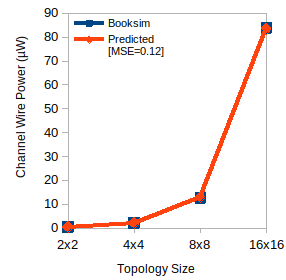 90
80
70
60
50
40
30
20
10
0
Channel Wire Power (µW)
Booksim
Predicted
[MSE=0.12]
2x2 4x4 8x8 16x16
Topology Size